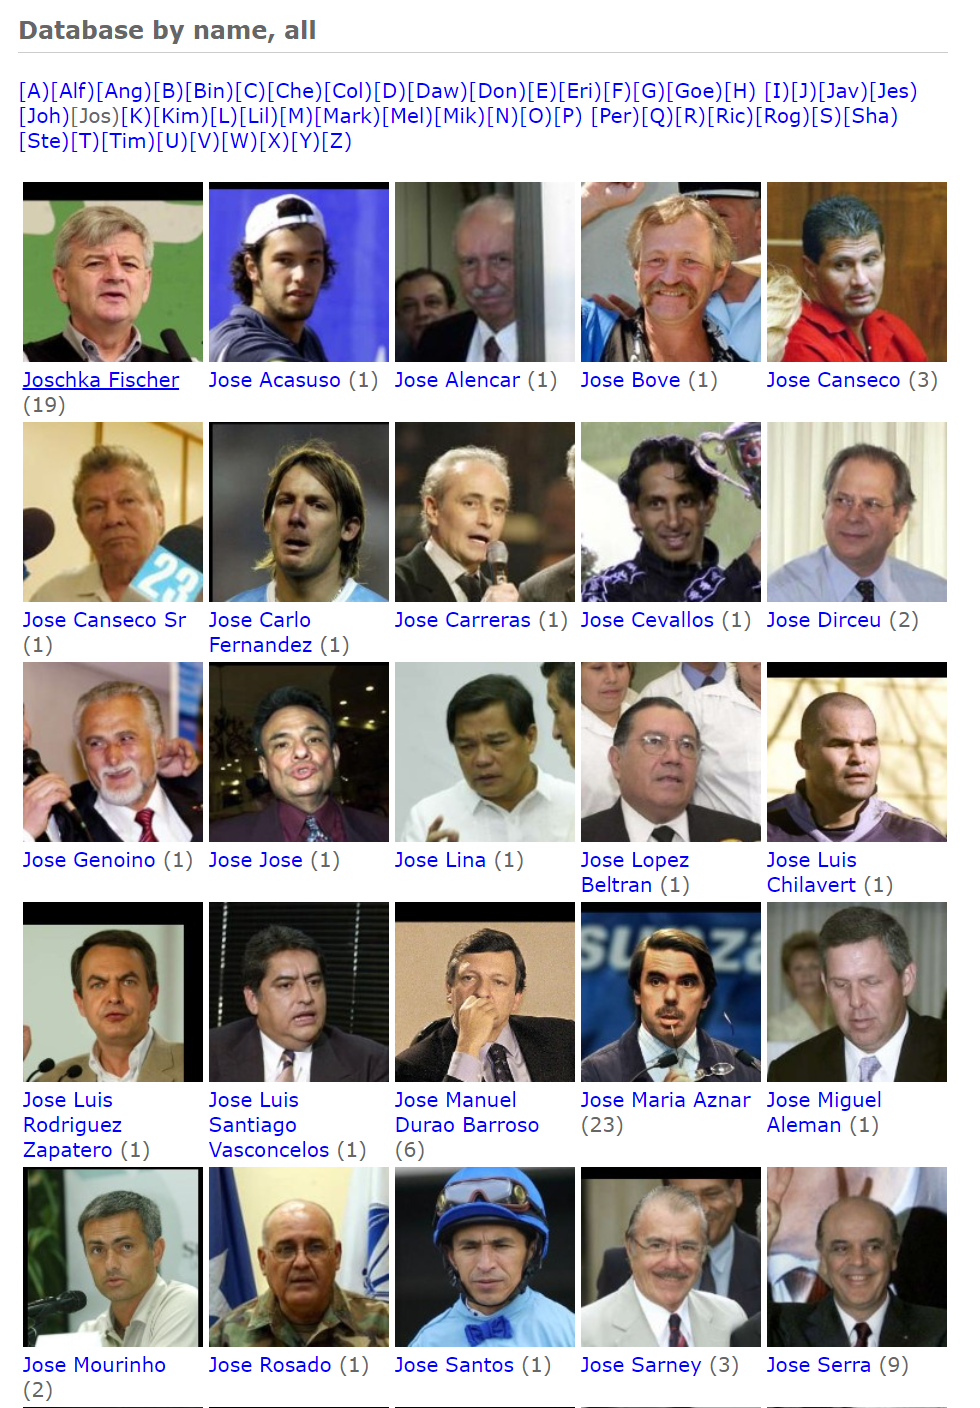 Database by name, all
[A)[Alf)[Ang)[B)[Bin)[C)[Che)[Col)[D)[Daw)[Don)[E)[Eri)[F)[G)[Goe)[H) [I)[J)[Jav)[Jes)
[Joh)[Jos)[K)[Kim)[L)[Lil)[M)[Mark)[Mel)[Mik)[N)[O)[P) [Per)[Q)[R)[Ric)[Rog)[S)[Sha)
[Ste)[T)[Tim)[U)[V)[W)[X)[Y)[Z)
Joschka Fischer
(19)
Jose Acasuso (1)
Jose Alencar (1)
Jose Bove (1)
Jose Canseco (3)
23
Jose Canseco Sr
(1)
Jose Carlo
Fernandez (1)
Jose Carreras (1)
Jose Cevallos (1)
Jose Dirceu (2)
Jose Genoino (1)
Jose Jose (1)
Jose Lina (1)
Jose Lopez
Beltran (1)
Jose Luis
Chilavert (1)
Jose Luis
Rodriguez
Zapatero (1)
Jose Luis
Santiago
Vasconcelos (1)
Jose Manuel
Durao Barroso
(6)
Jose Maria Aznar
(23)
Jose Miguel
Aleman (1)
Jose Mourinho
(2)
Jose Rosado (1)
Jose Santos (1)
Jose Sarney (3)
Jose Serra (9)